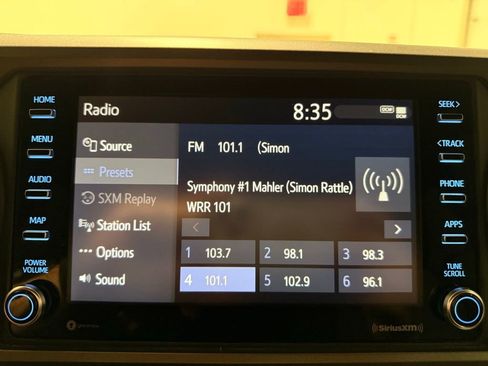 HOME
MENU
AUDIO
MAP
POWER
VOLUME
Radio
8:35
DCM
Source
Presets
SXM Replay
Station List
Options
Sound
FM 101.1 (Simon
Symphony #1 Mahler (Simon Rattle)
WRR 101
< >
1 103.7 2 98.1 3 98.3
4 101.1 5 102.9 6 96.1
SEEK>
<TRACK
PHONE
APPS
TUNE
SCROLL
SiriusXM